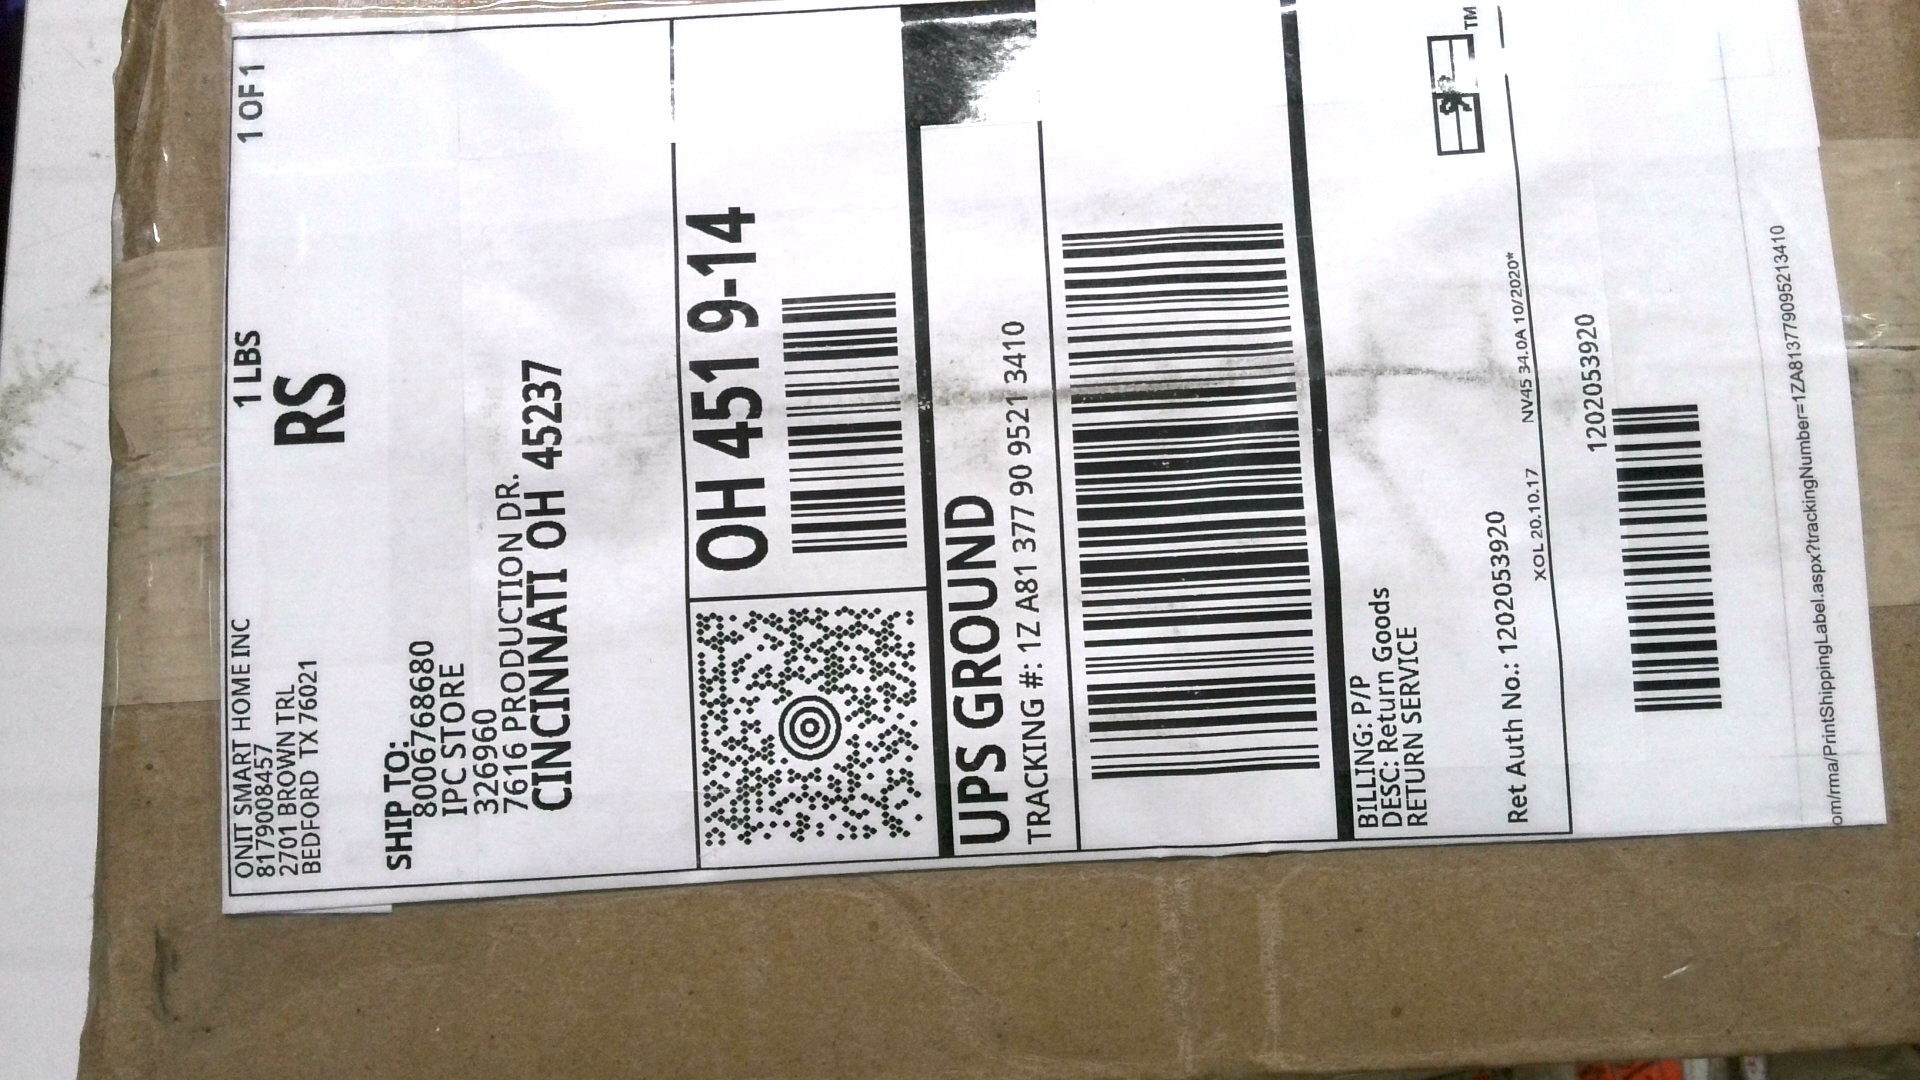 ONIT SMART HOME INC
8179008457
2701 BROWN TRL
BEDFORD TX 76021
1 LBS
1 OF 1
RS
SHIP TO:
8006768680
IPC STORE
326960
7616 PRODUCTION DR.
CINCINNATI OH 45237
OH 451 9-14
UPS GROUND
TRACKING #: 1Z A81 377 90 9521 3410
BILLING: P/P
DESC: Return Goods
RETURN SERVICE
TM
Ret Auth No.: 1202053920
XOL 20.10.17 NV45 34.0A 10/2020*
1202053920
om/rma/PrintShippingLabel.aspx?trackingNumber=1ZA813779095213410